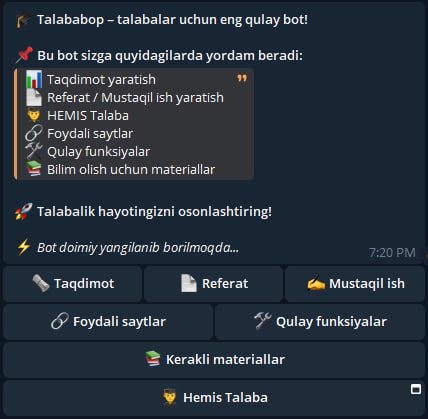 🎓 Talababop – talabalar uchun eng qulay bot!
📌 Bu bot sizga quyidagilarda yordam beradi:
📊 Taqdimot yaratish
📄 Referat / Mustaqil ish yaratish
👨‍🎓 HEMIS Talaba
🔗 Foydali saytlar
🛠 Qulay funksiyalar
📚 Bilim olish uchun materiallar
🚀 Talabalik hayotingizni osonlashtiring!
⚡ Bot doimiy yangilanib borilmoqda...
7:20 PM
🗞 Taqdimot
📄 Referat
✍️ Mustaqil ish
🔗 Foydali saytlar
🛠 Qulay funksiyalar
📚 Kerakli materiallar
👨‍🎓 Hemis Talaba